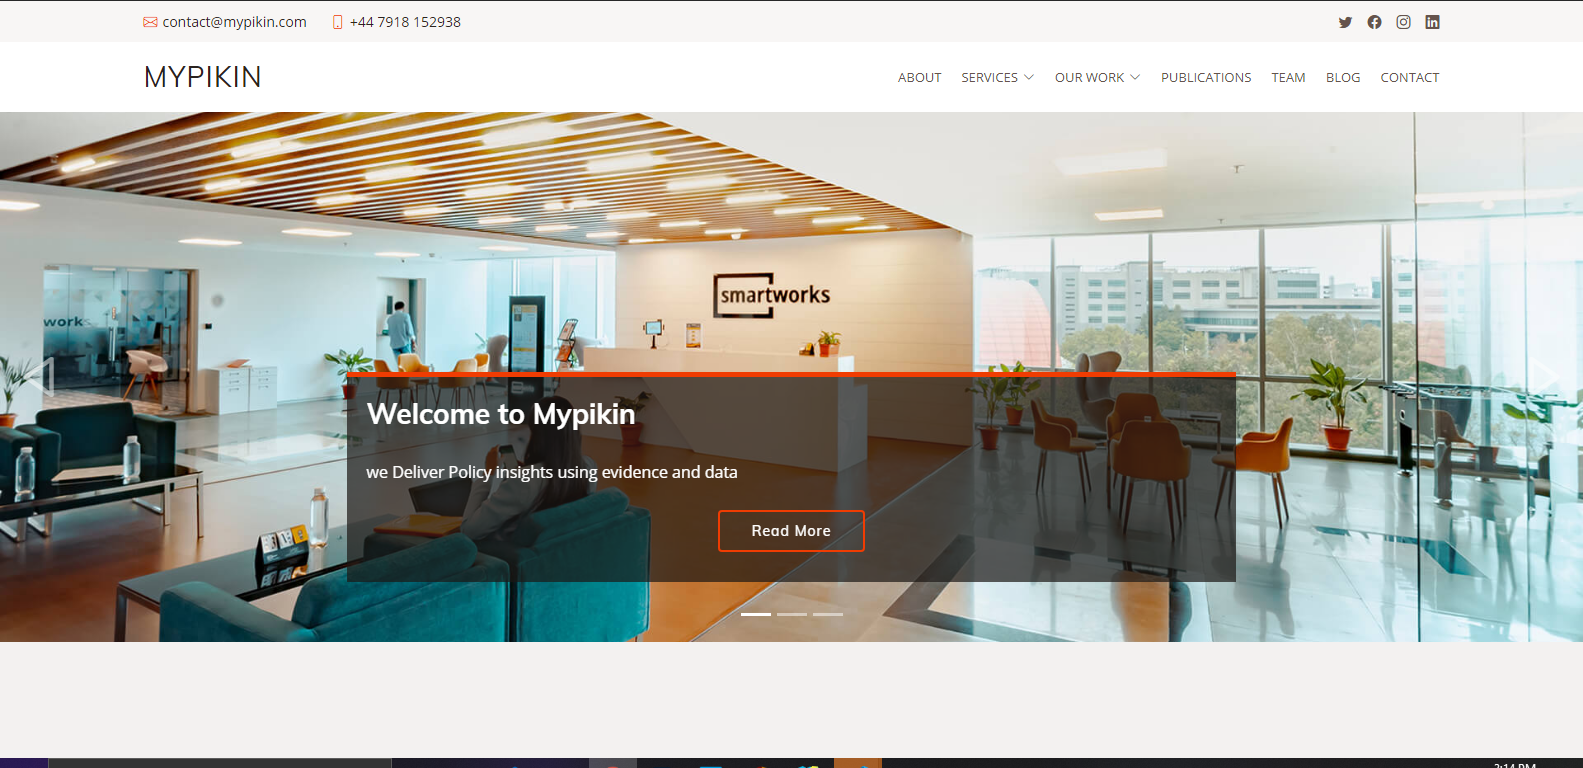 contact@mypikin.com +44 7918 152938
MYPIKIN
ABOUT SERVICES OUR WORK PUBLICATIONS TEAM BLOG CONTACT
smartworks
work
Welcome to Mypikin
we Deliver Policy insights using evidence and data
Read More